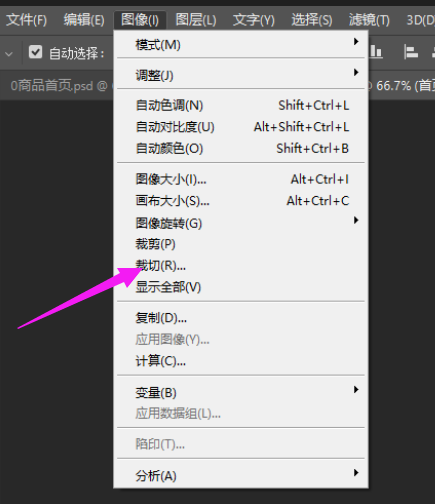 文件(F) 编辑(E) 图像(I) 图层(L) 文字(Y) 选择(S) 滤镜(T) 3D(D
自动选择：
0商品首页.psd @ 66.7% (首
模式(M)
调整(J)
自动色调(N) Shift+Ctrl+L
自动对比度(U) Alt+Shift+Ctrl+L
自动颜色(O) Shift+Ctrl+B
图像大小(I)... Alt+Ctrl+I
画布大小(S)... Alt+Ctrl+C
图像旋转(G)
裁剪(P)
裁切(R)...
显示全部(V)
复制(D)...
应用图像(Y)...
计算(C)...
变量(B)
应用数据组(L)...
陷印(T)...
分析(A)